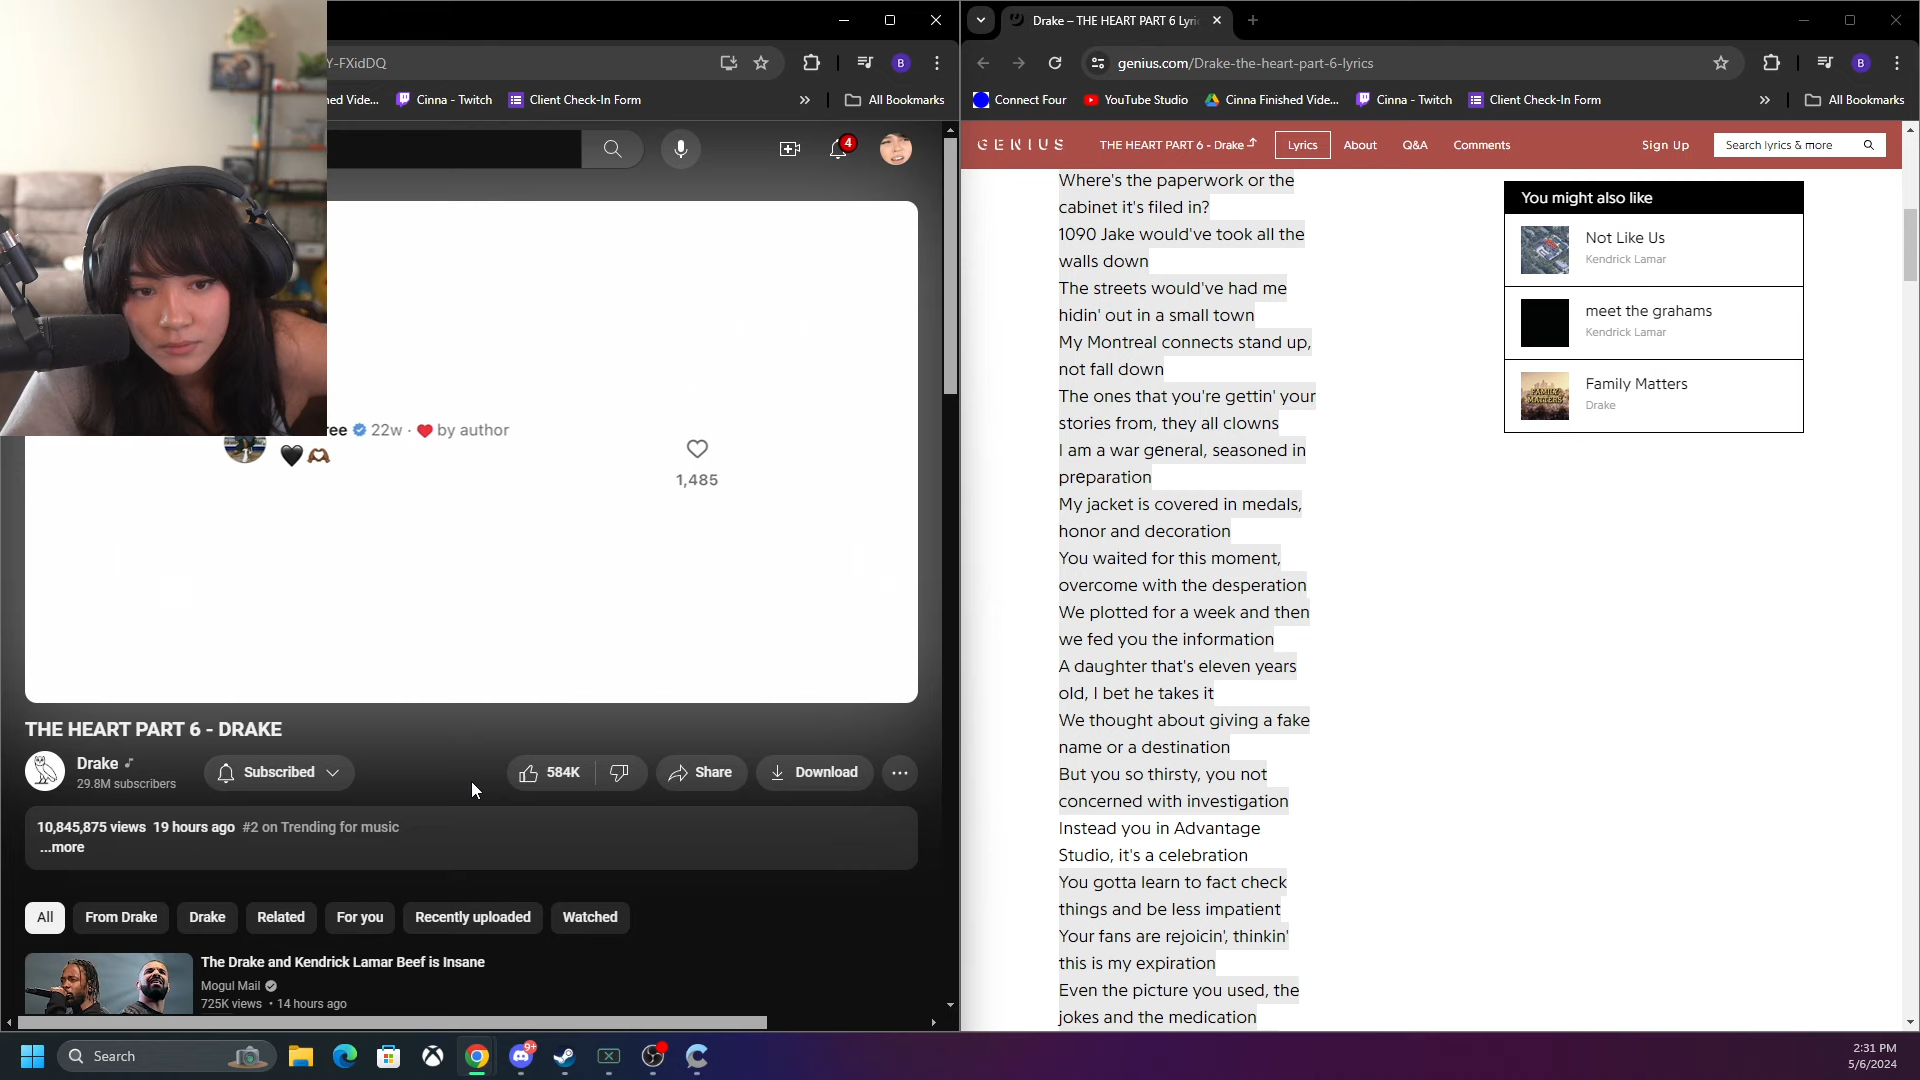 Y-FXidDQ
B
ned Vide...
Cinna - Twitch
Client Check-In Form
»
All Bookmarks
4
ree 22w · ❤️ by author
🖤 🫶🏾
1,485
THE HEART PART 6 - DRAKE
Drake
29.8M subscribers
Subscribed
584K
Share
Download
10,845,875 views 19 hours ago #2 on Trending for music
...more
All
From Drake
Drake
Related
For you
Recently uploaded
Watched
The Drake and Kendrick Lamar Beef is Insane
Mogul Mail
725K views • 14 hours ago
Drake – THE HEART PART 6 Lyri
genius.com/Drake-the-heart-part-6-lyrics
B
Connect Four
YouTube Studio
Cinna Finished Vide...
Cinna - Twitch
Client Check-In Form
»
All Bookmarks
GENIUS
THE HEART PART 6 - Drake
Lyrics
About
Q&A
Comments
Sign Up
Search lyrics & more
Where's the paperwork or the
cabinet it's filed in?
1090 Jake would've took all the
walls down
The streets would've had me
hidin' out in a small town
My Montreal connects stand up,
not fall down
The ones that you're gettin' your
stories from, they all clowns
I am a war general, seasoned in
preparation
My jacket is covered in medals,
honor and decoration
You waited for this moment,
overcome with the desperation
We plotted for a week and then
we fed you the information
A daughter that's eleven years
old, I bet he takes it
We thought about giving a fake
name or a destination
But you so thirsty, you not
concerned with investigation
Instead you in Advantage
Studio, it's a celebration
You gotta learn to fact check
things and be less impatient
Your fans are rejoicin', thinkin'
this is my expiration
Even the picture you used, the
jokes and the medication
You might also like
Not Like Us
Kendrick Lamar
meet the grahams
Kendrick Lamar
FAMILY MATTERS
Family Matters
Drake
Search
9+
2:31 PM
5/6/2024